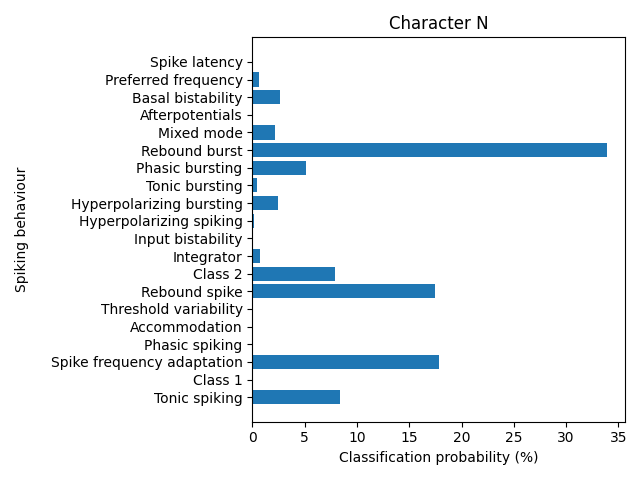 Character N
Spiking behaviour
Spike latency
Preferred frequency
Basal bistability
Afterpotentials
Mixed mode
Rebound burst
Phasic bursting
Tonic bursting
Hyperpolarizing bursting
Hyperpolarizing spiking
Input bistability
Integrator
Class 2
Rebound spike
Threshold variability
Accommodation
Phasic spiking
Spike frequency adaptation
Class 1
Tonic spiking
0 5 10 15 20 25 30 35
Classification probability (%)